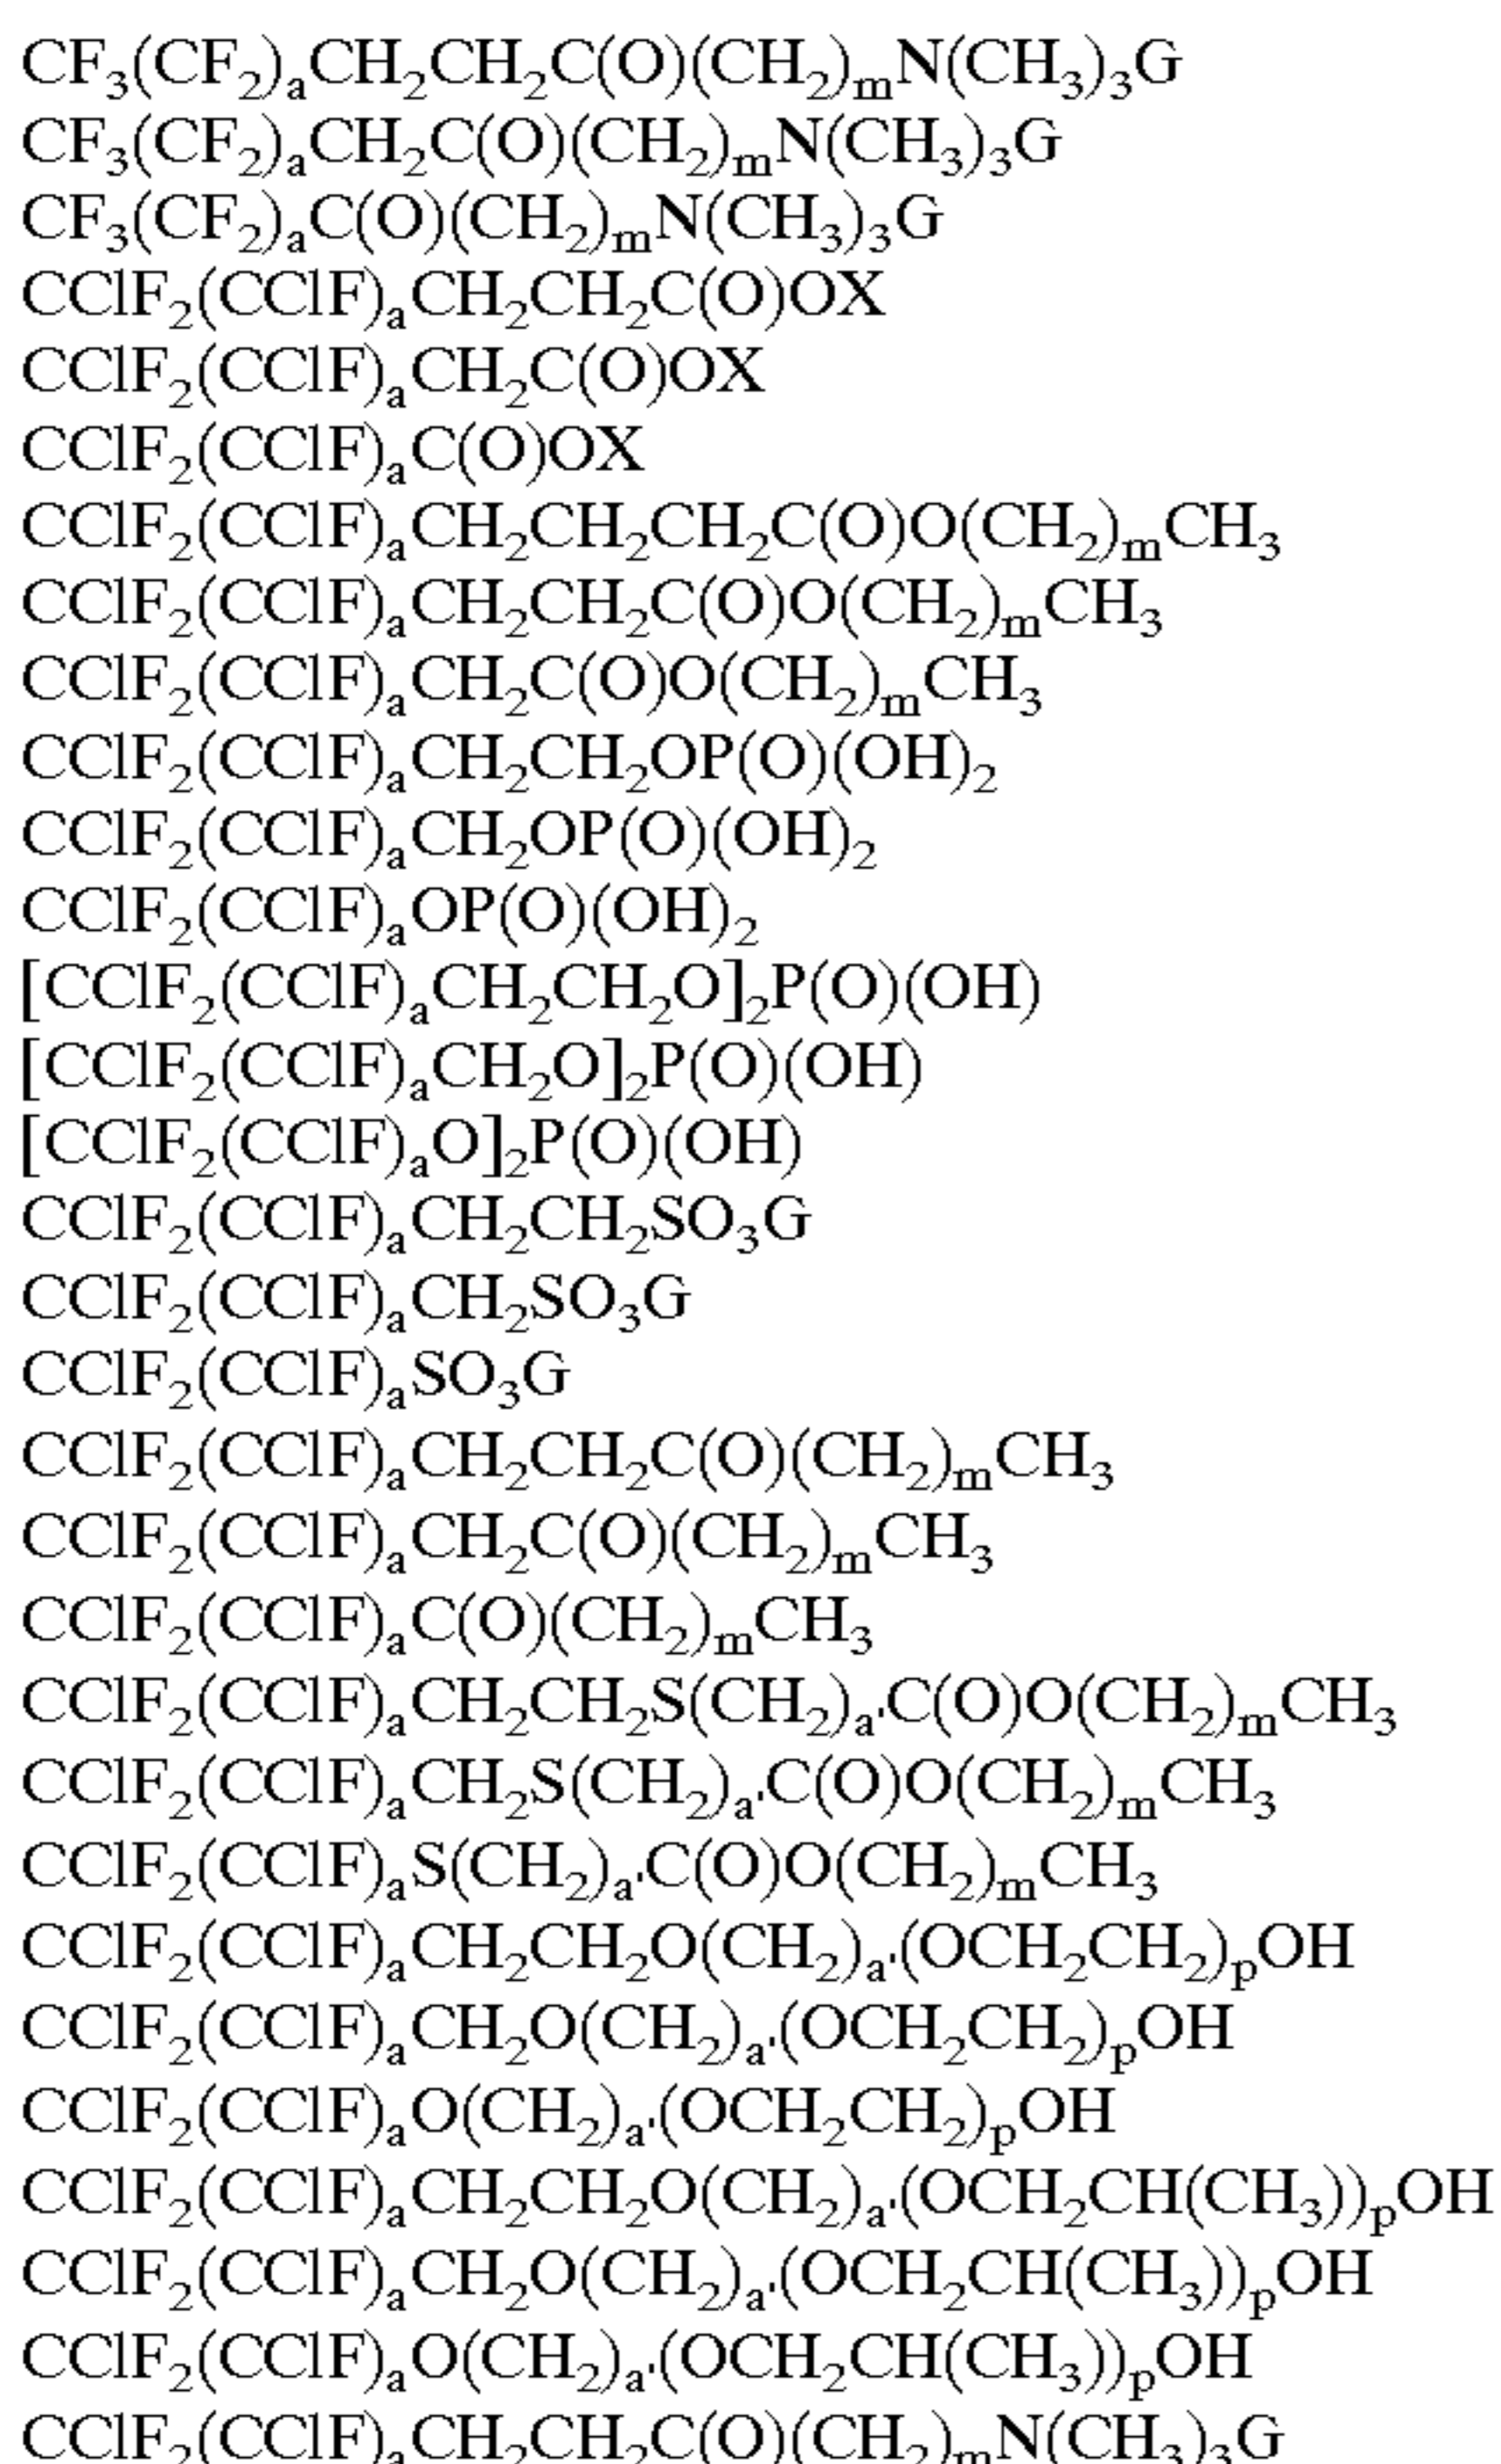 CF₃(CF₂)ₐCH₂CH₂C(O)(CH₂)ₘN(CH₃)₃G
CF₃(CF₂)ₐCH₂C(O)(CH₂)ₘN(CH₃)₃G
CF₃(CF₂)ₐC(O)(CH₂)ₘN(CH₃)₃G
CClF₂(CClF)ₐCH₂CH₂C(O)OX
CClF₂(CClF)ₐCH₂C(O)OX
CClF₂(CClF)ₐC(O)OX
CClF₂(CClF)ₐCH₂CH₂CH₂C(O)O(CH₂)ₘCH₃
CClF₂(CClF)ₐCH₂CH₂C(O)O(CH₂)ₘCH₃
CClF₂(CClF)ₐCH₂C(O)O(CH₂)ₘCH₃
CClF₂(CClF)ₐCH₂CH₂OP(O)(OH)₂
CClF₂(CClF)ₐCH₂OP(O)(OH)₂
CClF₂(CClF)ₐOP(O)(OH)₂
[CClF₂(CClF)ₐCH₂CH₂O]₂P(O)(OH)
[CClF₂(CClF)ₐCH₂O]₂P(O)(OH)
[CClF₂(CClF)ₐO]₂P(O)(OH)
CClF₂(CClF)ₐCH₂CH₂SO₃G
CClF₂(CClF)ₐCH₂SO₃G
CClF₂(CClF)ₐSO₃G
CClF₂(CClF)ₐCH₂CH₂C(O)(CH₂)ₘCH₃
CClF₂(CClF)ₐCH₂C(O)(CH₂)ₘCH₃
CClF₂(CClF)ₐC(O)(CH₂)ₘCH₃
CClF₂(CClF)ₐCH₂CH₂S(CH₂)ₐ'C(O)O(CH₂)ₘCH₃
CClF₂(CClF)ₐCH₂S(CH₂)ₐ'C(O)O(CH₂)ₘCH₃
CClF₂(CClF)ₐS(CH₂)ₐ'C(O)O(CH₂)ₘCH₃
CClF₂(CClF)ₐCH₂CH₂O(CH₂)ₐ'(OCH₂CH₂)ₚOH
CClF₂(CClF)ₐCH₂O(CH₂)ₐ'(OCH₂CH₂)ₚOH
CClF₂(CClF)ₐO(CH₂)ₐ'(OCH₂CH₂)ₚOH
CClF₂(CClF)ₐCH₂CH₂O(CH₂)ₐ'(OCH₂CH(CH₃))ₚOH
CClF₂(CClF)ₐCH₂O(CH₂)ₐ'(OCH₂CH(CH₃))ₚOH
CClF₂(CClF)ₐO(CH₂)ₐ'(OCH₂CH(CH₃))ₚOH
CClF₂(CClF)ₐCH₂CH₂C(O)(CH₂)ₘN(CH₃)₃G